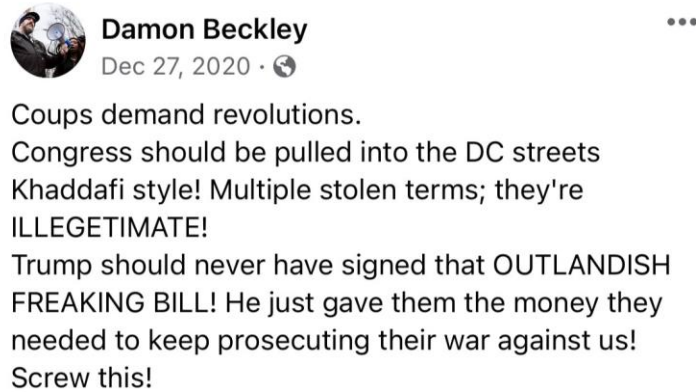 Damon Beckley
Dec 27, 2020 ·
Coups demand revolutions.
Congress should be pulled into the DC streets
Khaddafi style! Multiple stolen terms; they're
ILLEGETIMATE!
Trump should never have signed that OUTLANDISH
FREAKING BILL! He just gave them the money they
needed to keep prosecuting their war against us!
Screw this!